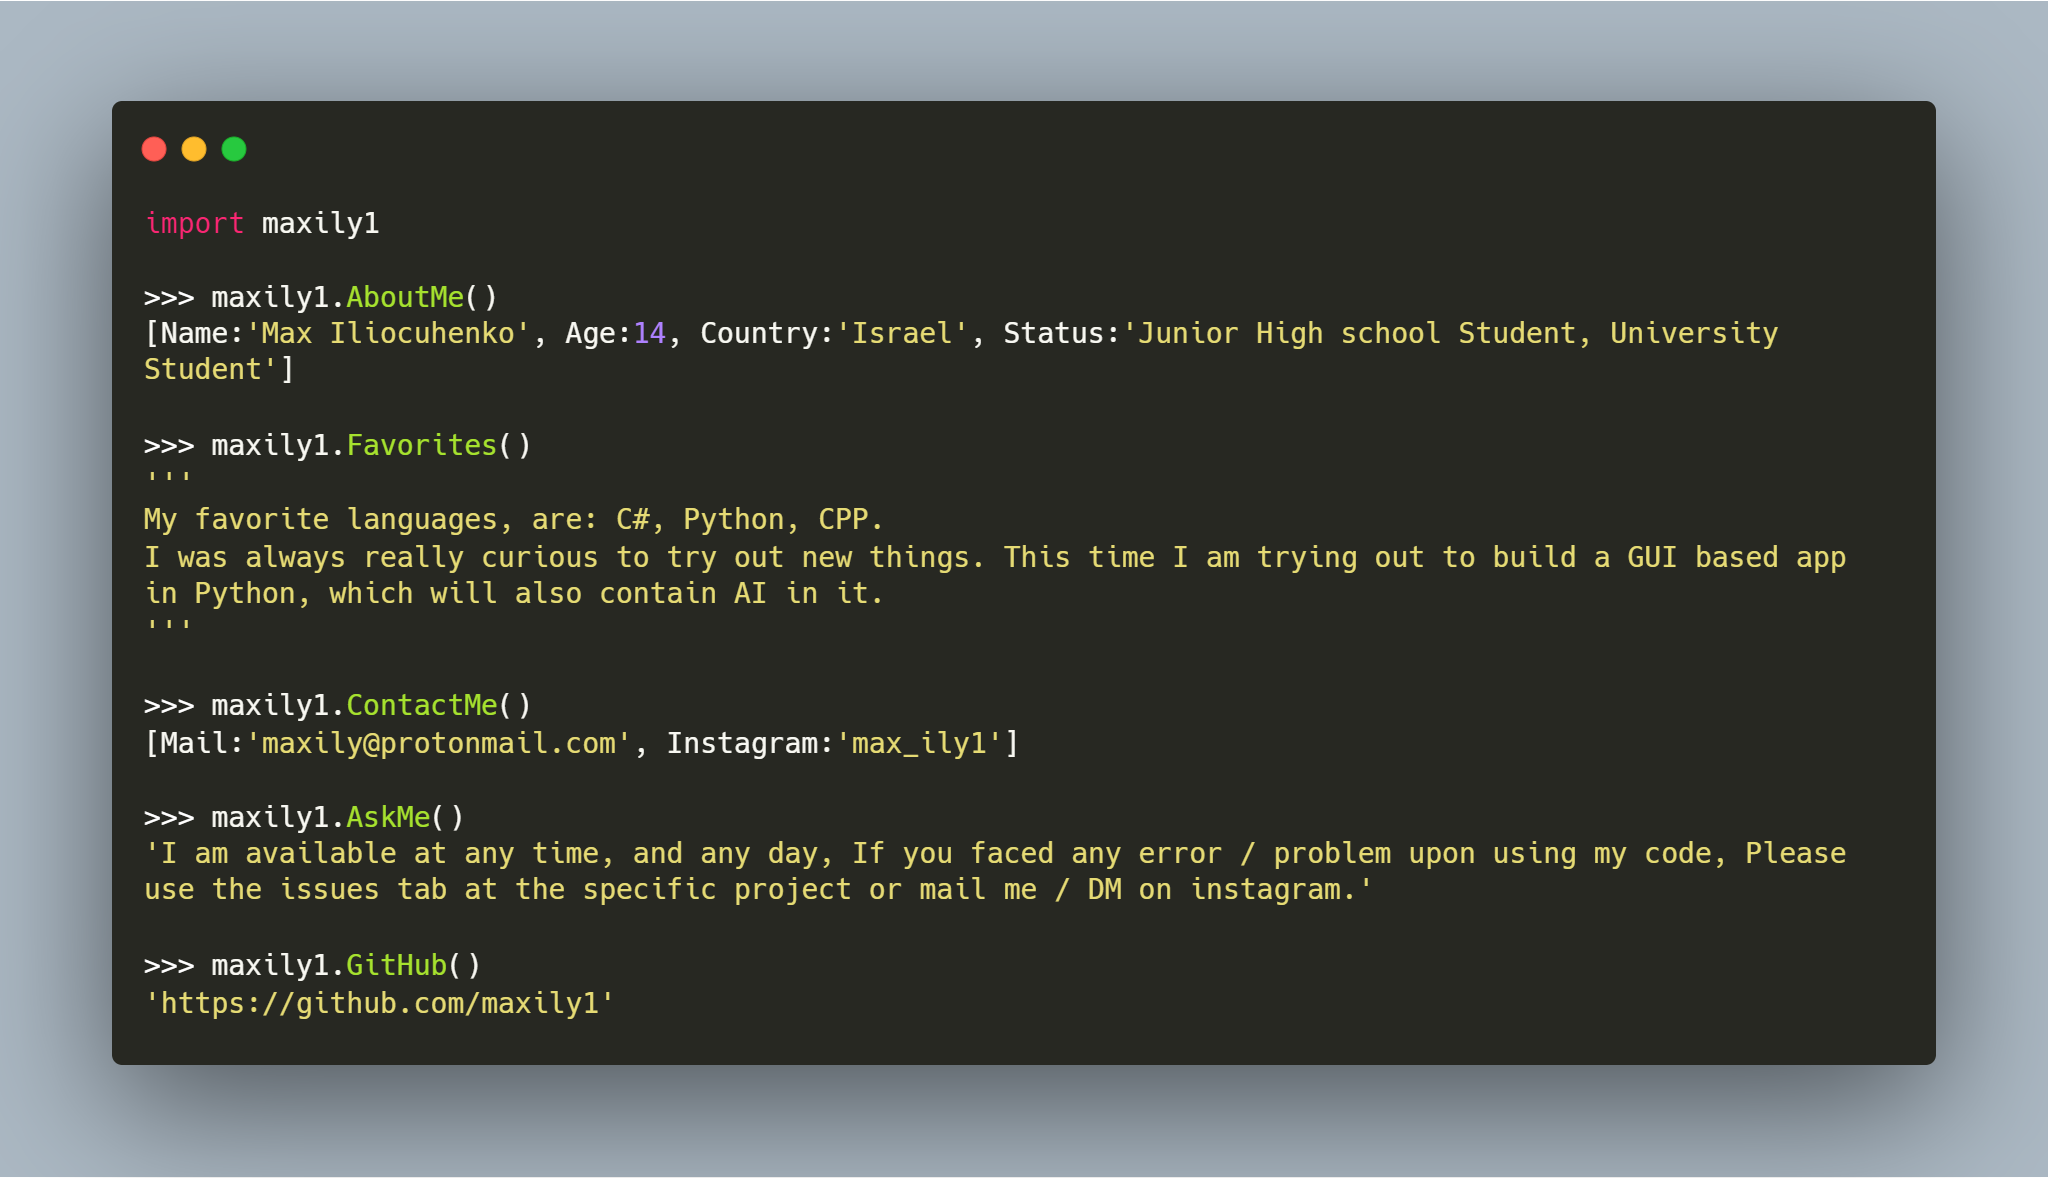 import maxily1
>>> maxily1.AboutMe()
[Name:'Max Iliocuhenko', Age:14, Country:'Israel', Status:'Junior High school Student, University
Student']
>>> maxily1.Favorites()
'''
My favorite languages, are: C#, Python, CPP.
I was always really curious to try out new things. This time I am trying out to build a GUI based app
in Python, which will also contain AI in it.
'''
>>> maxily1.ContactMe()
[Mail:'maxily@protonmail.com', Instagram:'max_ily1']
>>> maxily1.AskMe()
'I am available at any time, and any day, If you faced any error / problem upon using my code, Please
use the issues tab at the specific project or mail me / DM on instagram.'
>>> maxily1.GitHub()
'https://github.com/maxily1'